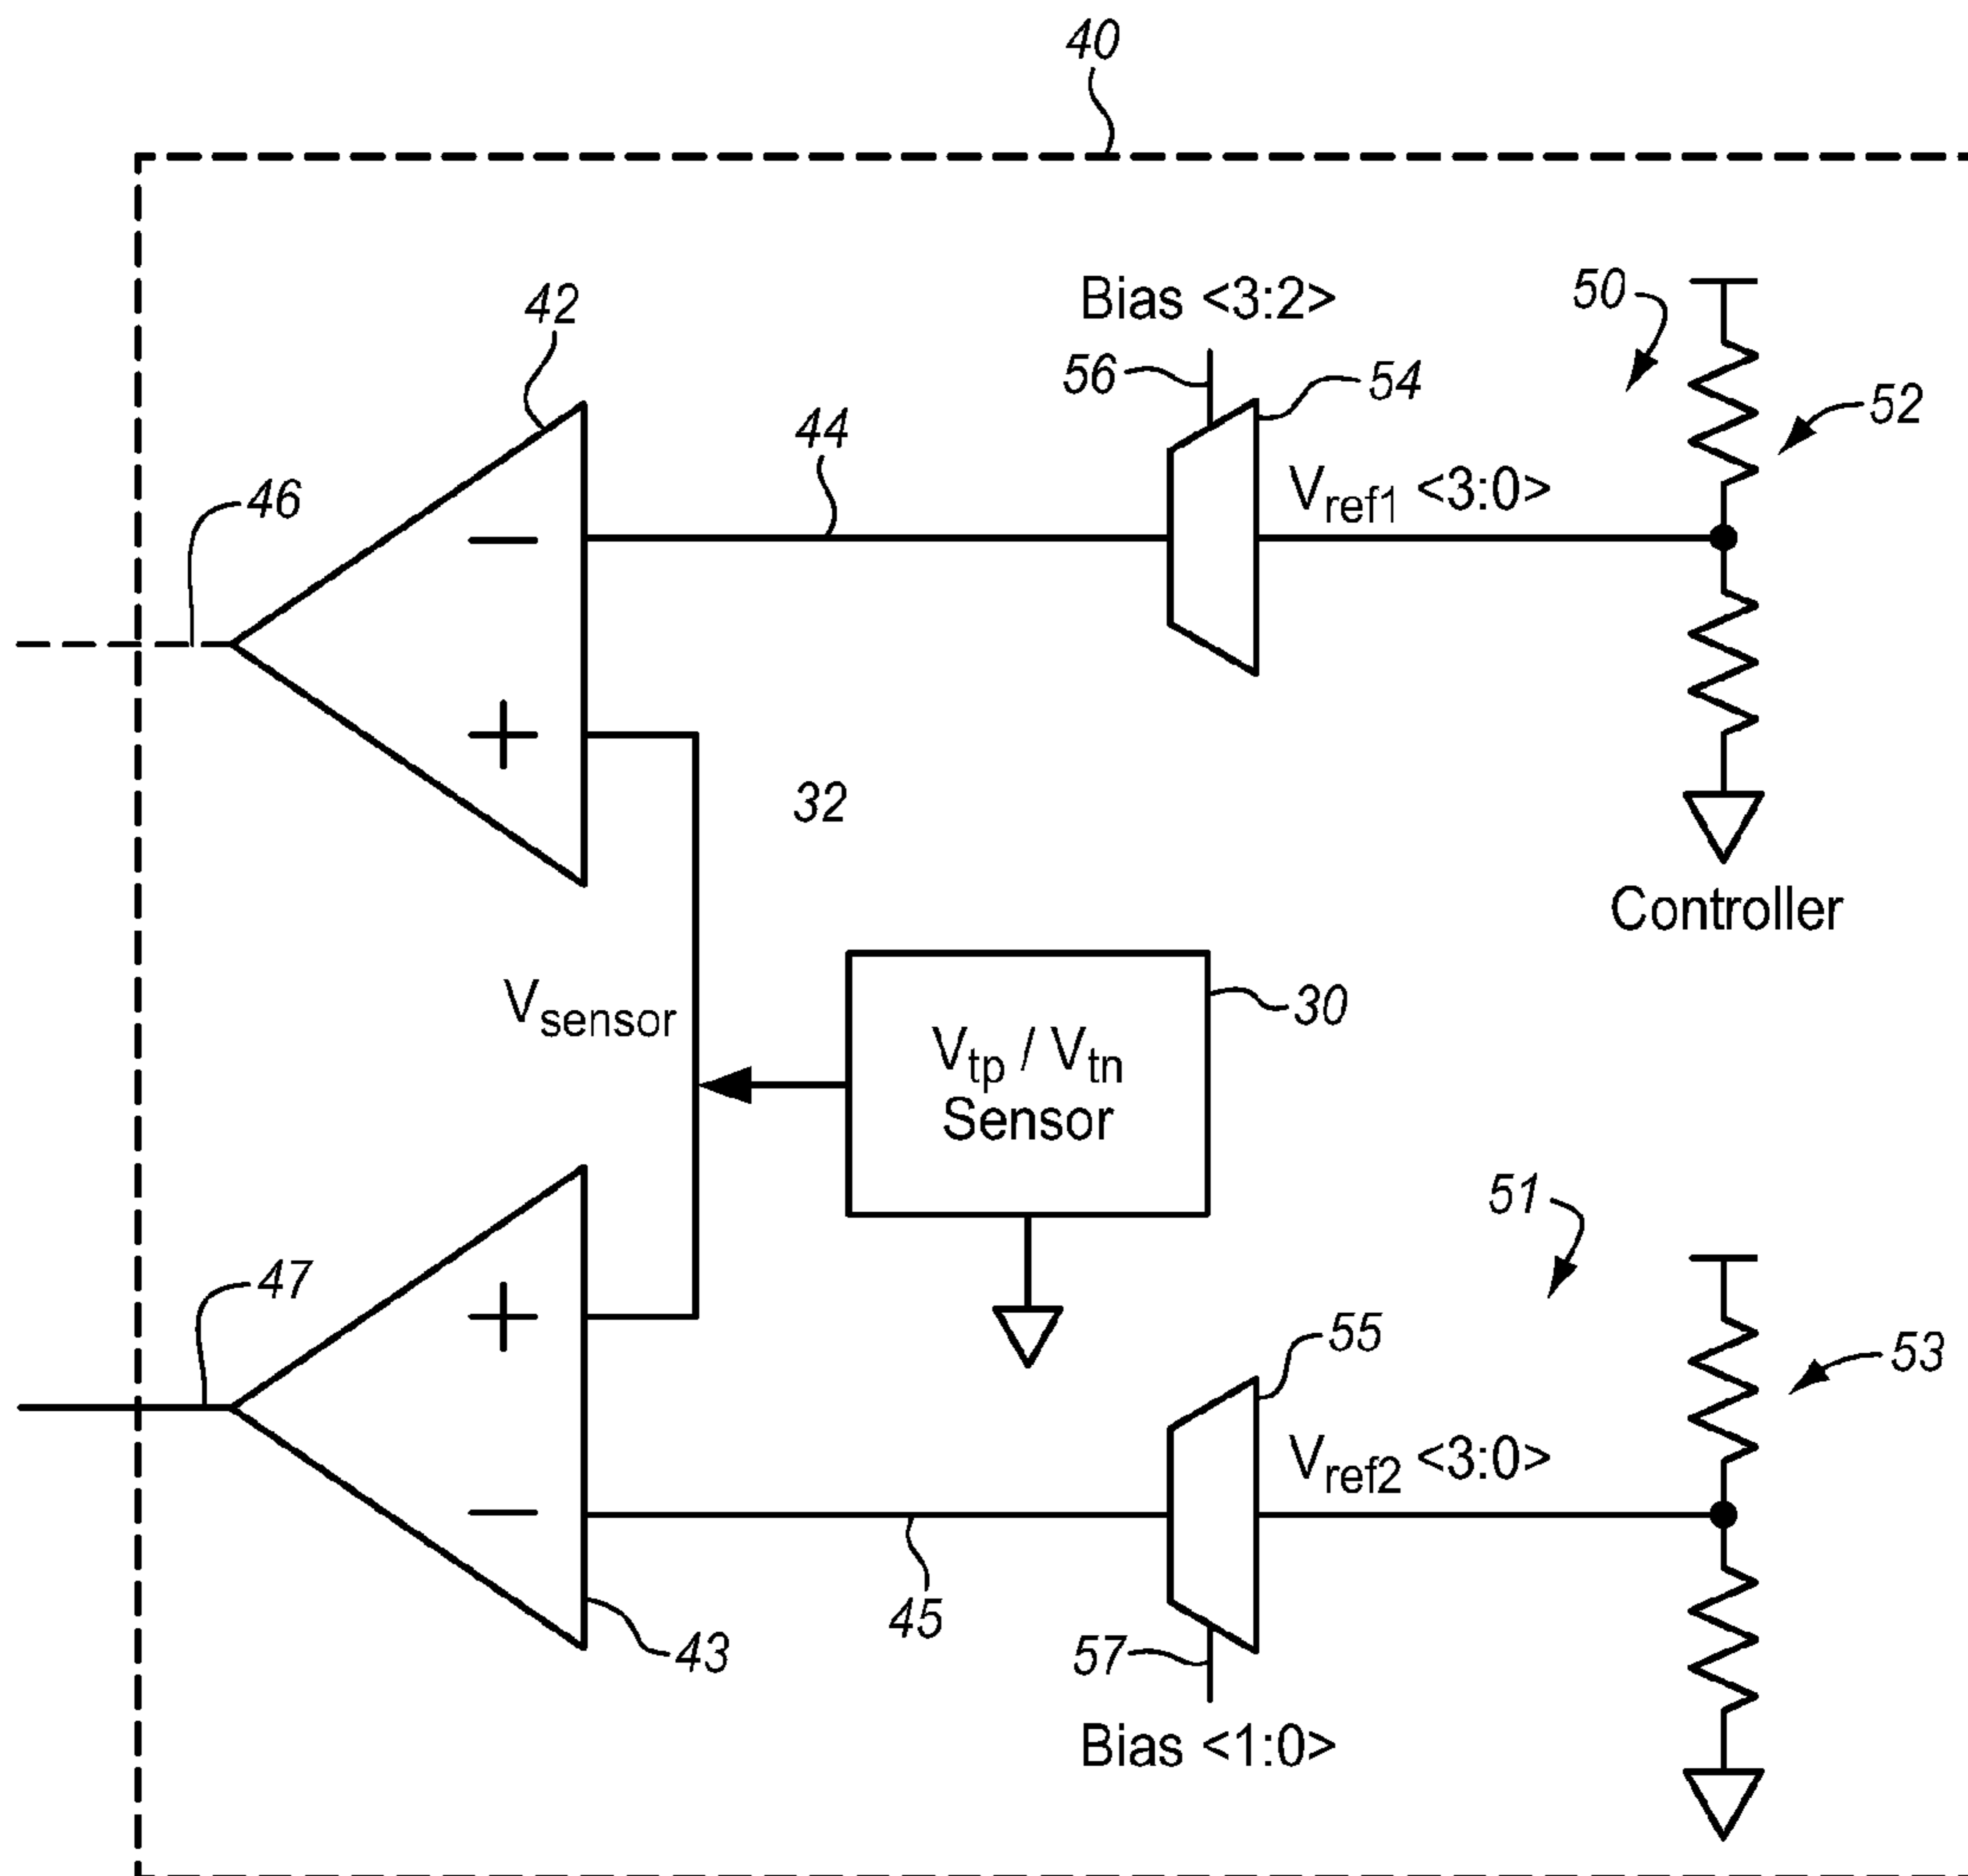 40
42
Bias <3:2>
50
56
54
52
44
46
Vref1 <3:0>
32
Controller
Vsensor
30
Vtp / Vtn
Sensor
51
47
55
53
Vref2 <3:0>
45
43
57
Bias <1:0>